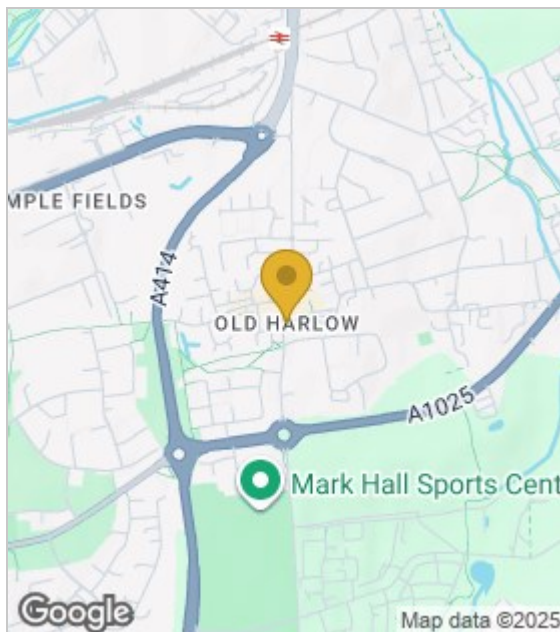 MPLE FIELDS
A414
OLD HARLOW
A1025
Mark Hall Sports Cent
Google
Map data ©2025